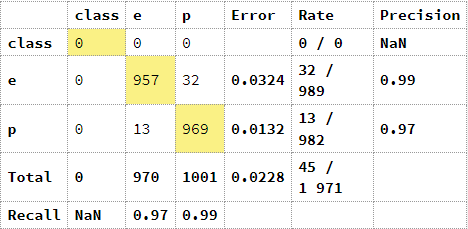 class e p Error Rate Precision
class 0 0 0 0 / 0 NaN
e 0 957 32 0.0324 32 / 989 0.99
p 0 13 969 0.0132 13 / 982 0.97
Total 0 970 1001 0.0228 45 / 1 971
Recall NaN 0.97 0.99